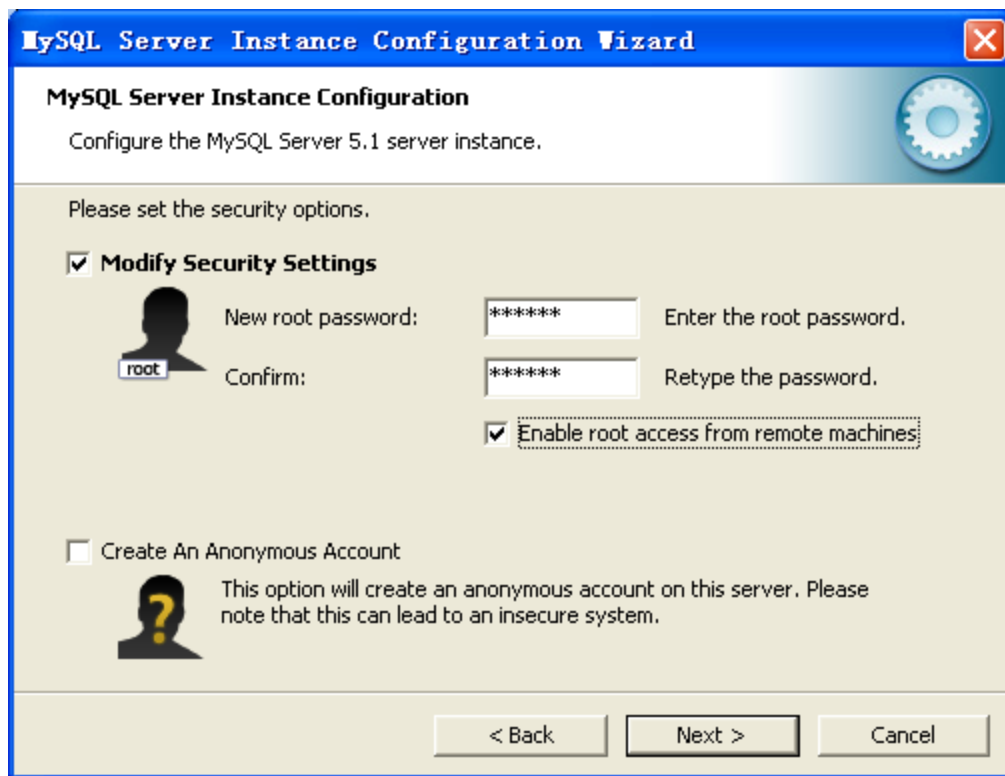 MySQL Server Instance Configuration Wizard
MySQL Server Instance Configuration
Configure the MySQL Server 5.1 server instance.
Please set the security options.
Modify Security Settings
New root password: ****** Enter the root password.
root
Confirm: ****** Retype the password.
Enable root access from remote machines
Create An Anonymous Account
?
This option will create an anonymous account on this server. Please
note that this can lead to an insecure system.
< Back Next > Cancel